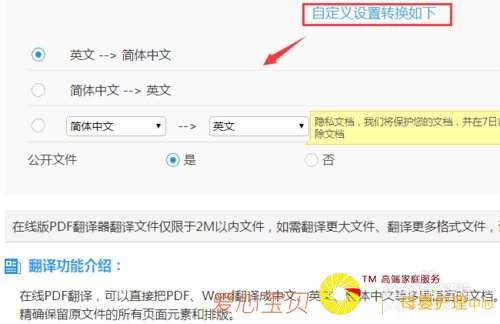 自定义设置转换如下
英文 --> 简体中文
简体中文 --> 英文
简体中文 --> 英文
隐私文档，我们将保护您的文档，并在7日
除文档
公开文件 是 否
在线版PDF翻译器翻译文件仅限于2M以内文件，如需翻译更大文件、翻译更多格式文件，
翻译功能介绍：
TM 高端家庭服务
在线PDF翻译，可以直接把PDF、Word翻译成中文、英文、体中文等多国语言的文档。
爱心宝贝 母婴护理中心
精确保留原文件的所有页面元素和排版。